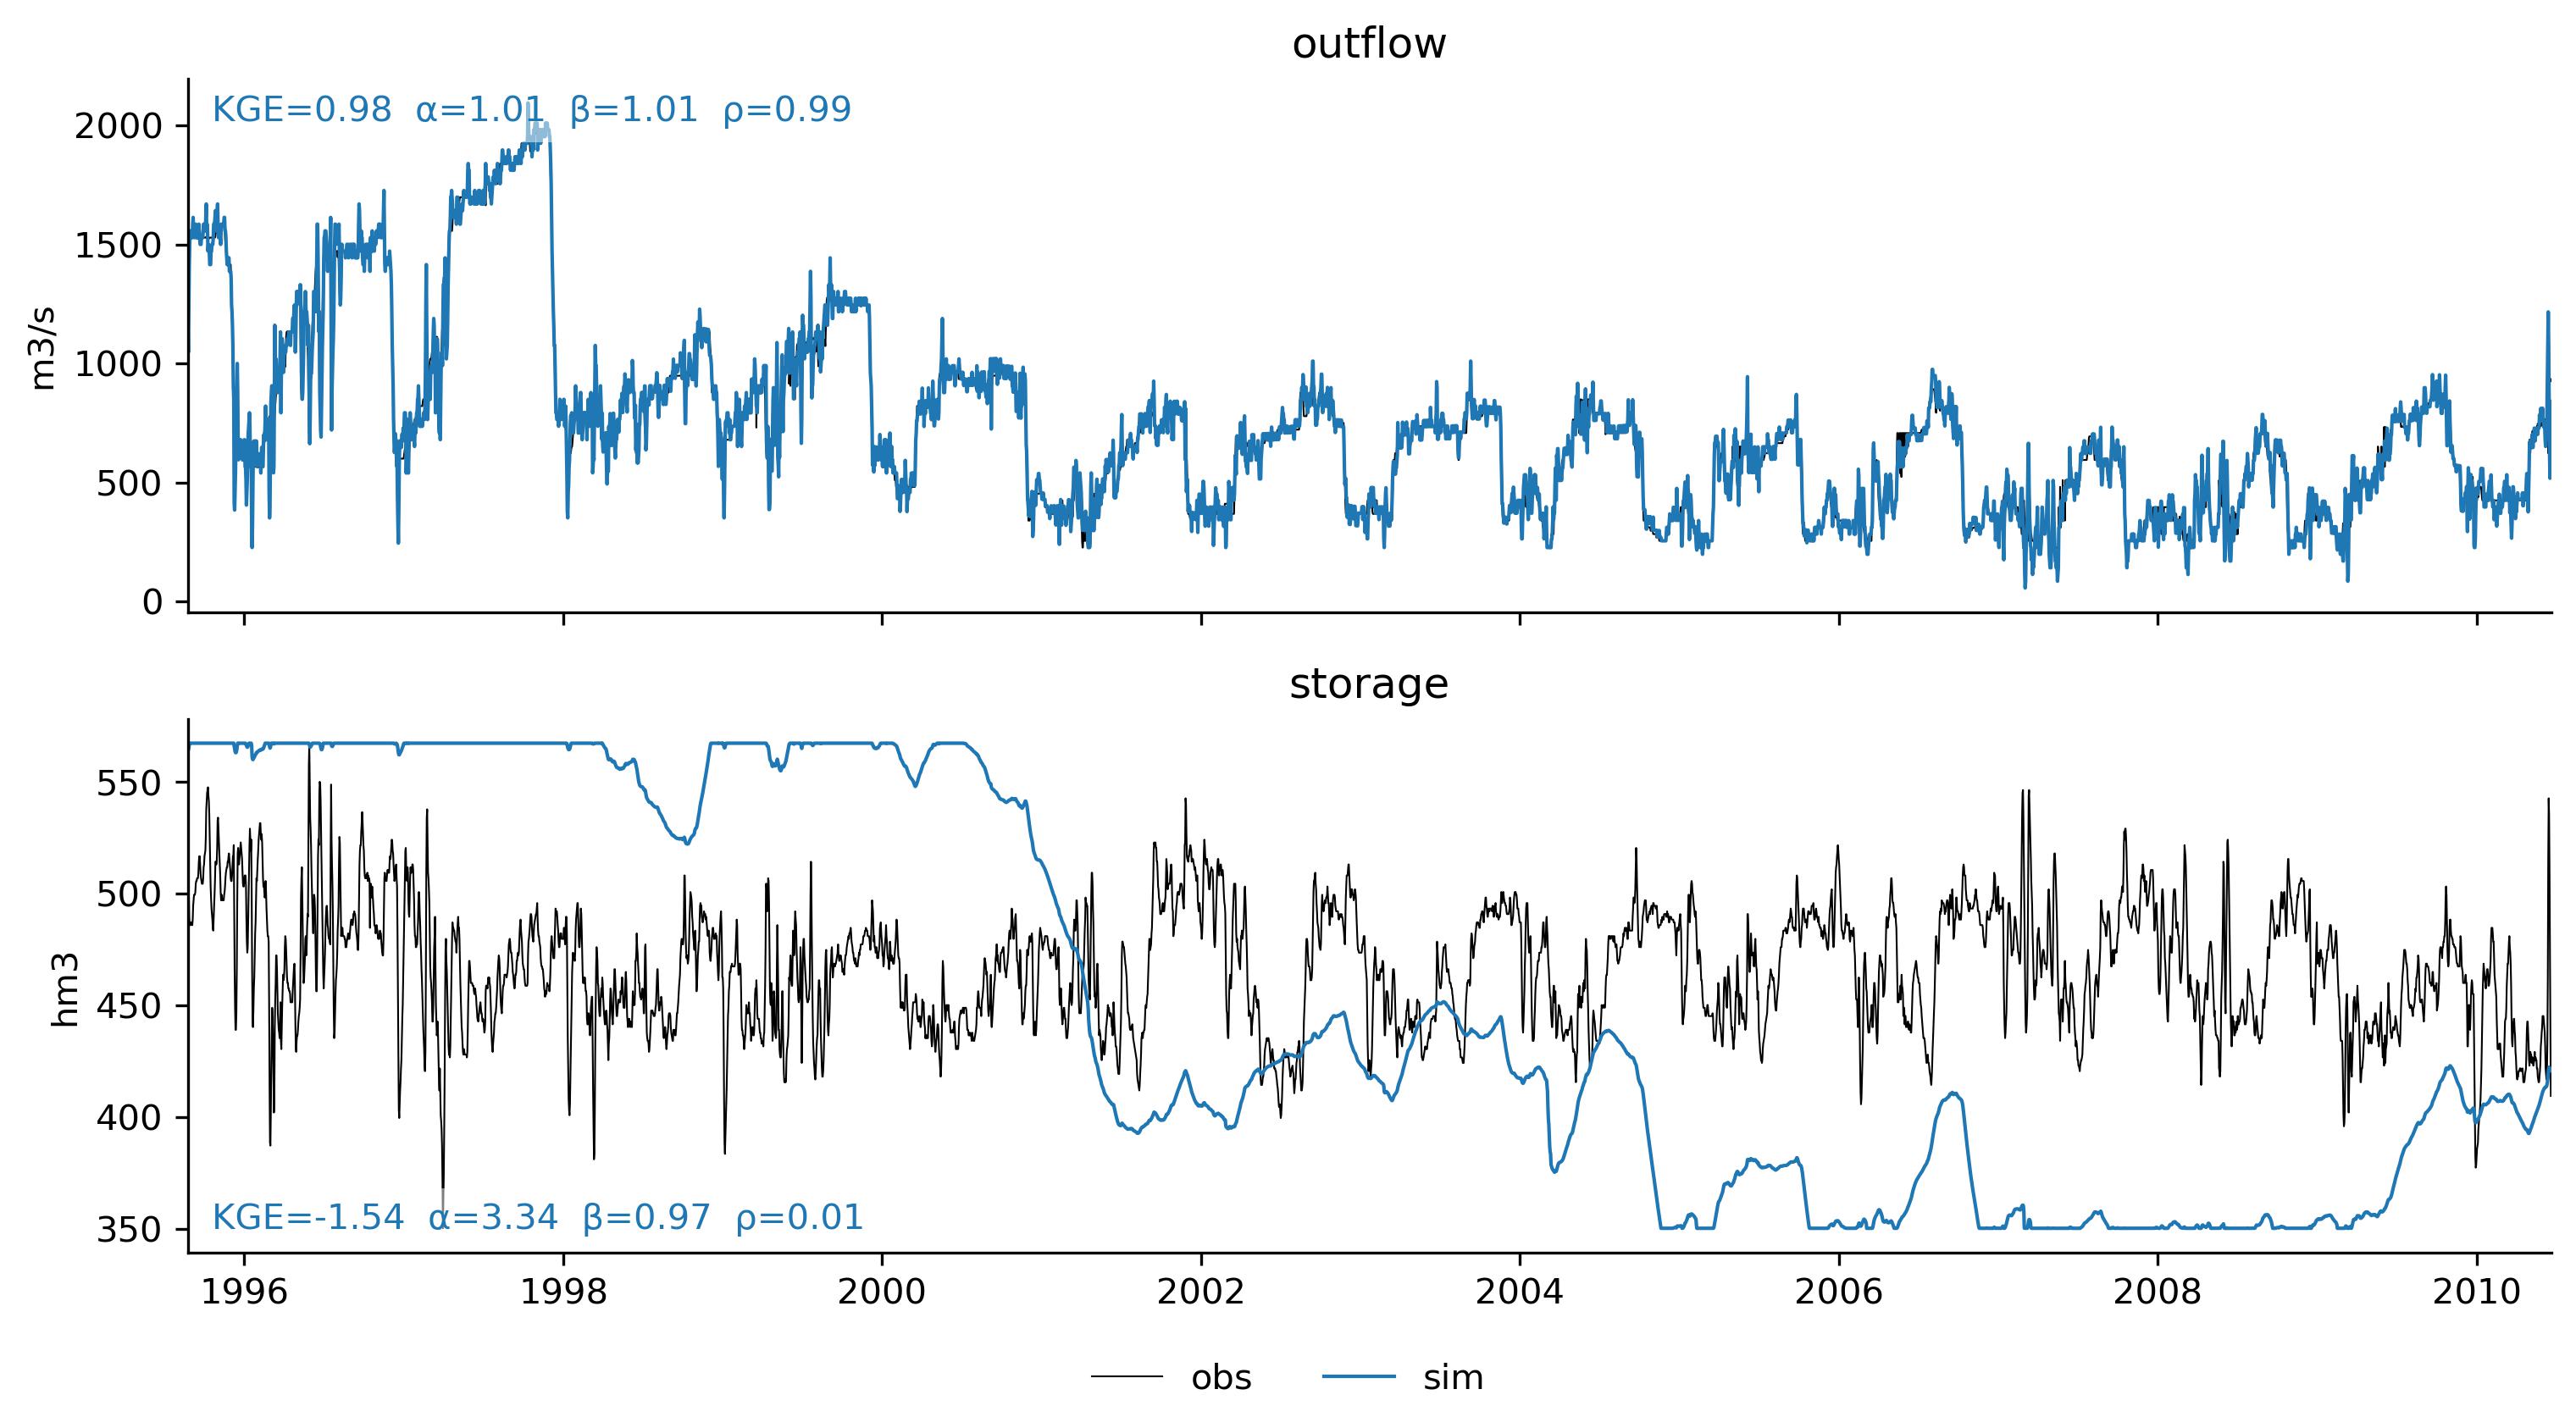 outflow
KGE=0.98 α=1.01 β=1.01 ρ=0.99
2000
1500
1000
500
0
m3/s
storage
550
500
450
400
350
hm3
KGE=-1.54 α=3.34 β=0.97 ρ=0.01
1996 1998 2000 2002 2004 2006 2008 2010
obs sim